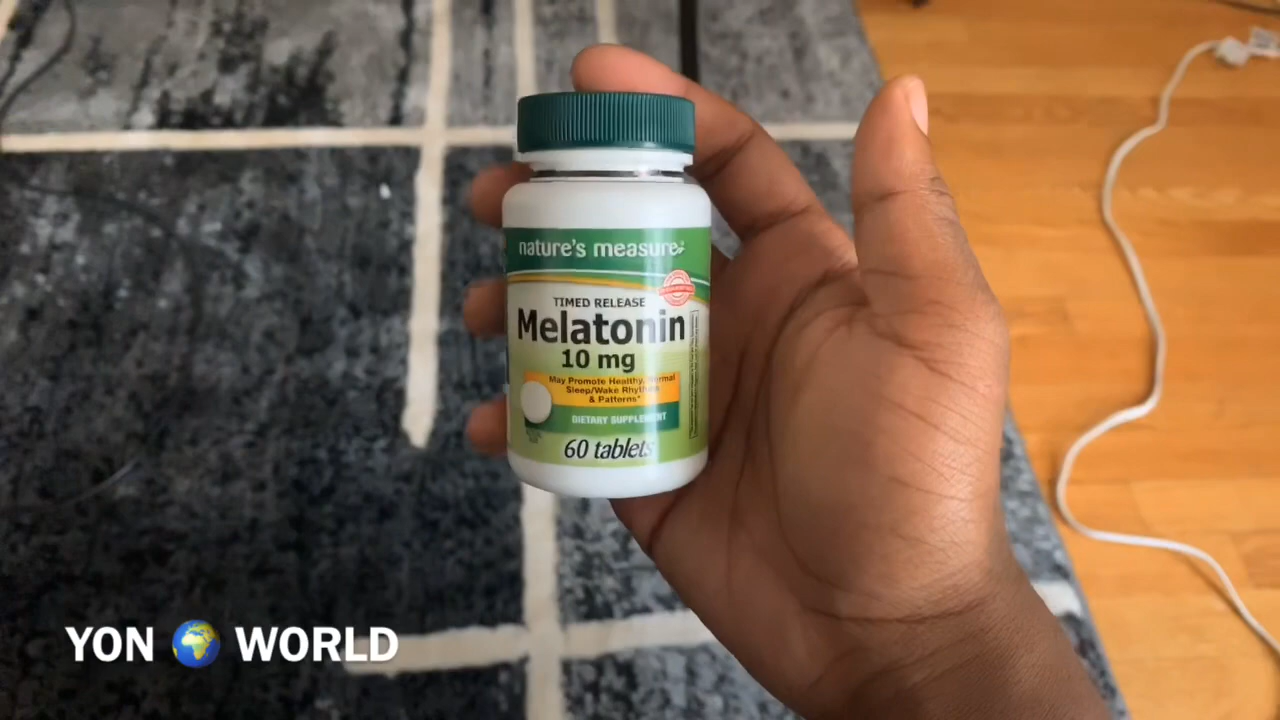 nature's measure
TIMED RELEASE
Melatonin
10 mg
May Promote Healthy/Normal
Sleep/Wake Rhythms
& Patterns*
DIETARY SUPPLEMENT
60 tablets
YON 🌍 WORLD